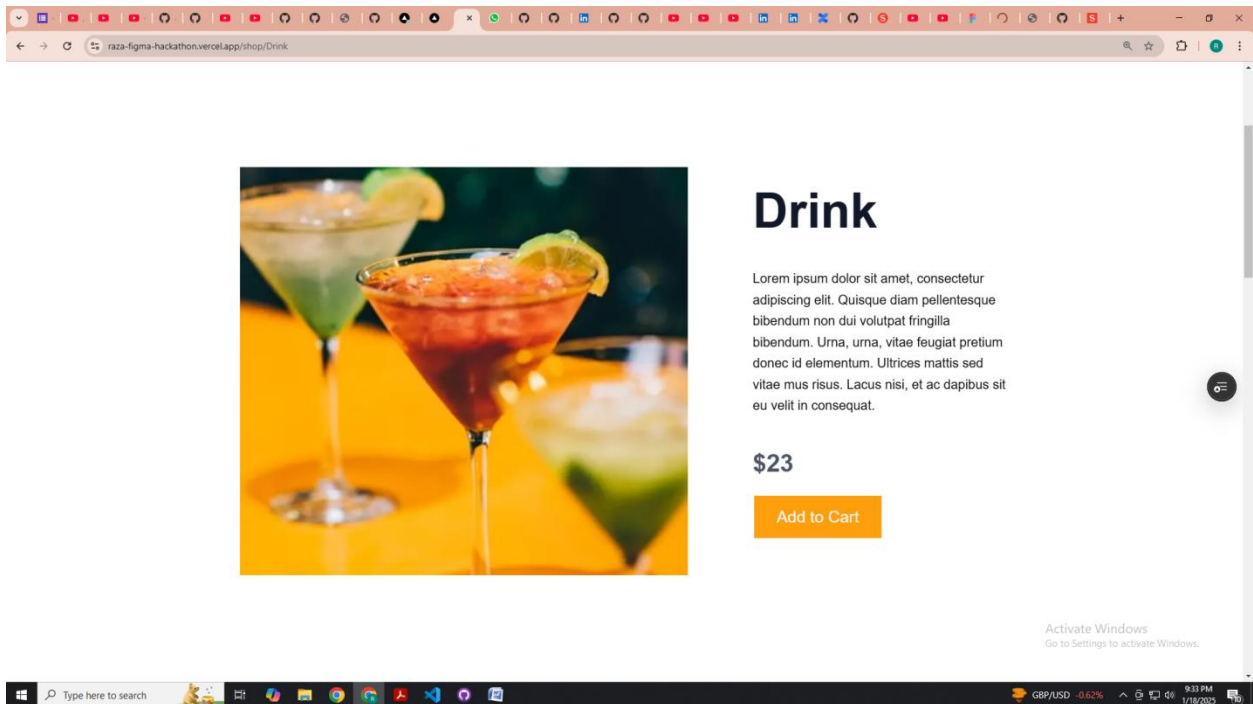 raza-figma-hackathon.vercel.app/shop/Drink
R
Drink
Lorem ipsum dolor sit amet, consectetur
adipiscing elit. Quisque diam pellentesque
bibendum non dui volutpat fringilla
bibendum. Urna, urna, vitae feugiat pretium
donec id elementum. Ultrices mattis sed
vitae mus risus. Lacus nisi, et ac dapibus sit
eu velit in consequat.
$23
Add to Cart
Activate Windows
Go to Settings to activate Windows.
Type here to search
GBP/USD -0.62%
9:33 PM
1/18/2025